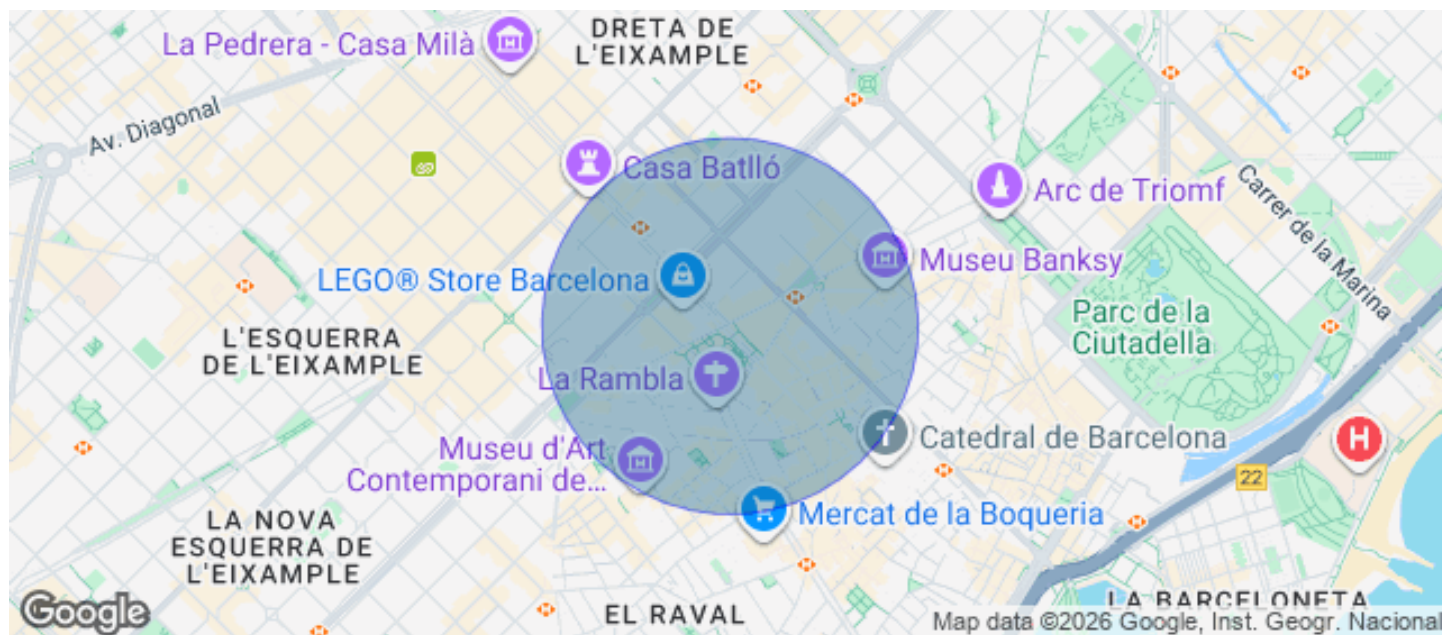 DRETA DE
L'EIXAMPLE
La Pedrera - Casa Milà
Av. Diagonal
Casa Batlló
Arc de Triomf
Carrer de la Marina
Museu Banksy
LEGO® Store Barcelona
Parc de la
Ciutadella
L'ESQUERRA
DE L'EIXAMPLE
La Rambla
Catedral de Barcelona
H
Museu d'Art
Contemporani de...
22
Mercat de la Boqueria
LA NOVA
ESQUERRA DE
L'EIXAMPLE
EL RAVAL
LA BARCELONETA
Google
Map data ©2026 Google, Inst. Geogr. Nacional